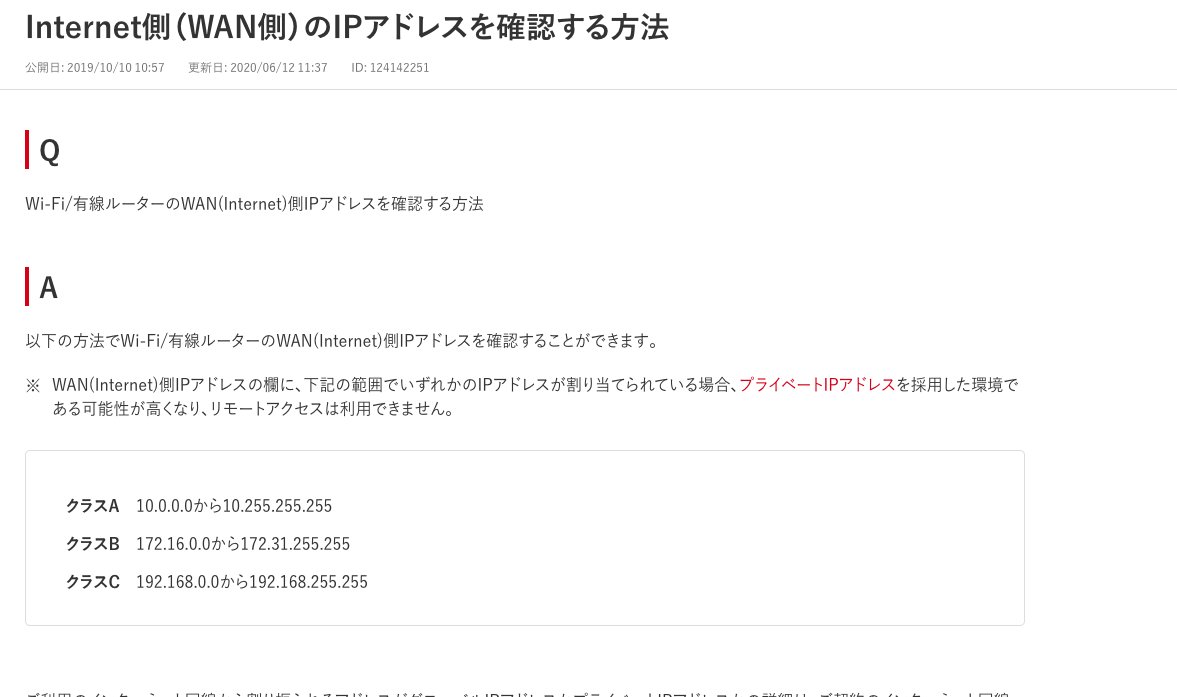 Internet側（WAN側）のIPアドレスを確認する方法
公開日: 2019/10/10 10:57 更新日: 2020/06/12 11:37 ID: 124142251
Q
Wi-Fi/有線ルーターのWAN(Internet)側IPアドレスを確認する方法
A
以下の方法でWi-Fi/有線ルーターのWAN(Internet)側IPアドレスを確認することができます。
※ WAN(Internet)側IPアドレスの欄に、下記の範囲でいずれかのIPアドレスが割り当てられている場合、プライベートIPアドレスを採用した環境で
ある可能性が高くなり、リモートアクセスは利用できません。
クラスA 10.0.0.0から10.255.255.255
クラスB 172.16.0.0から172.31.255.255
クラスC 192.168.0.0から192.168.255.255